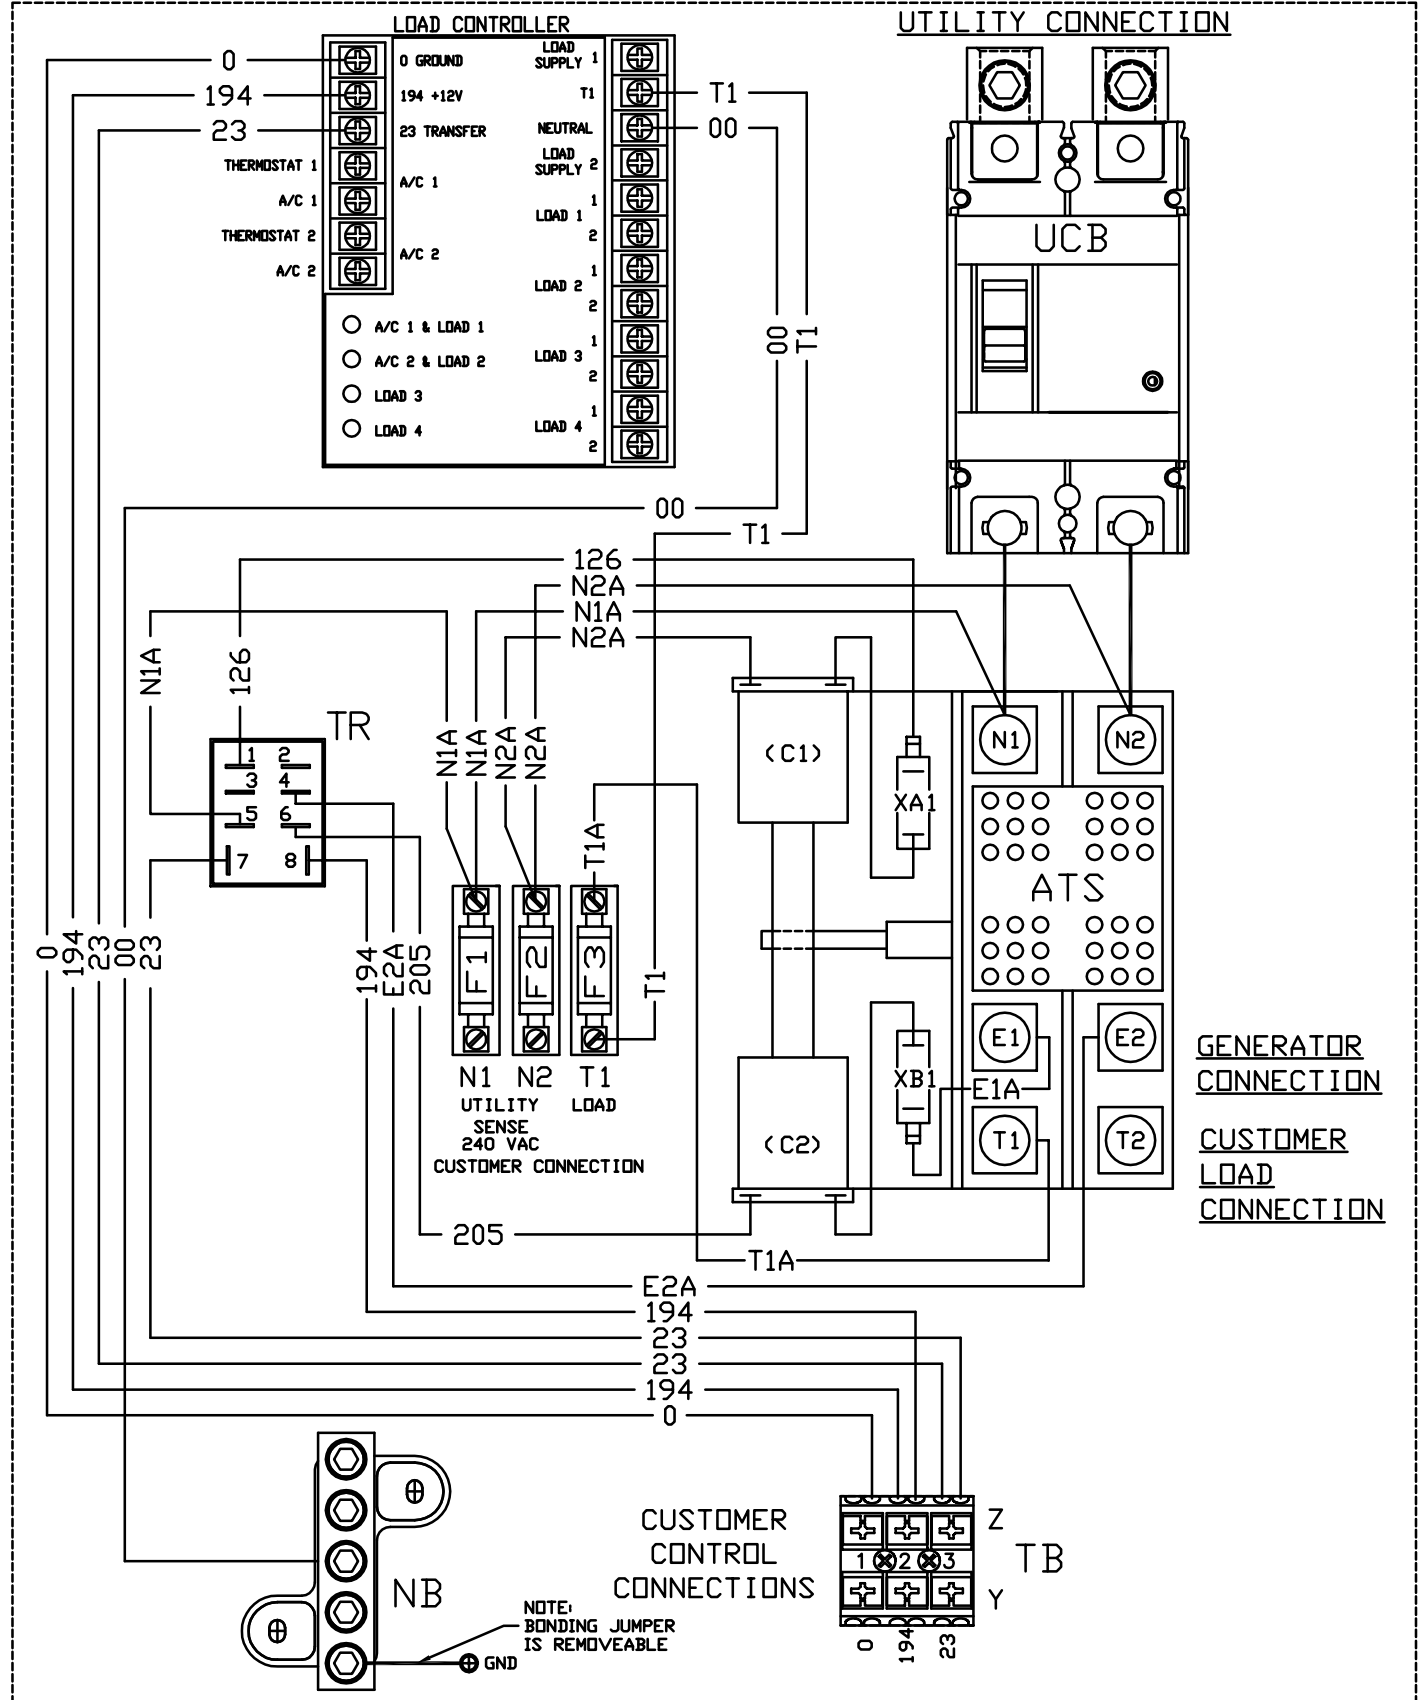 LOAD CONTROLLER
UTILITY CONNECTION
0
0 GROUND
LOAD
SUPPLY 1
194
194 +12V
T1
T1
23
23 TRANSFER
NEUTRAL
00
THERMOSTAT 1
LOAD
SUPPLY 2
A/C 1
A/C 1
1
LOAD 1
THERMOSTAT 2
2
UCB
A/C 2
A/C 2
1
LOAD 2
2
A/C 1 & LOAD 1
1
00
T1
A/C 2 & LOAD 2
LOAD 3
2
LOAD 3
1
LOAD 4
LOAD 4
2
00
T1
126
N2A
N1A
N2A
N1A
126
TR
N1A
N1A
N2A
N2A
1 2
3 4
5 6
7 8
(C1)
N1
N2
XA1
T1A
ATS
0
194
23
00
23
194
E2A
205
F1
F2
F3
T1
E1
E2
GENERATOR
CONNECTION
N1 N2 T1
XB1
E1A
UTILITY
SENSE
240 VAC
LOAD
CUSTOMER CONNECTION
(C2)
T1
T2
CUSTOMER
LOAD
CONNECTION
205
T1A
E2A
194
23
23
194
0
CUSTOMER
CONTROL
CONNECTIONS
Z
1 2 3
TB
Y
NB
NOTE:
BONDING JUMPER
IS REMOVEABLE
GND
0
194
23